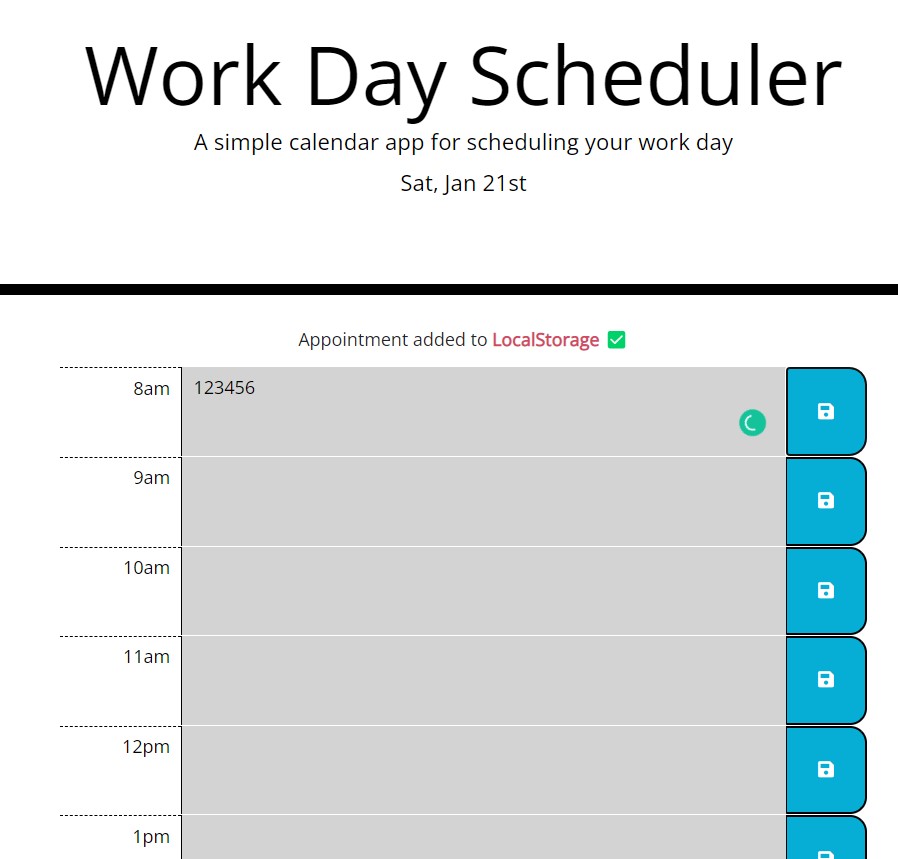 Work Day Scheduler
A simple calendar app for scheduling your work day
Sat, Jan 21st
Appointment added to LocalStorage ✅
8am 123456
9am
10am
11am
12pm
1pm